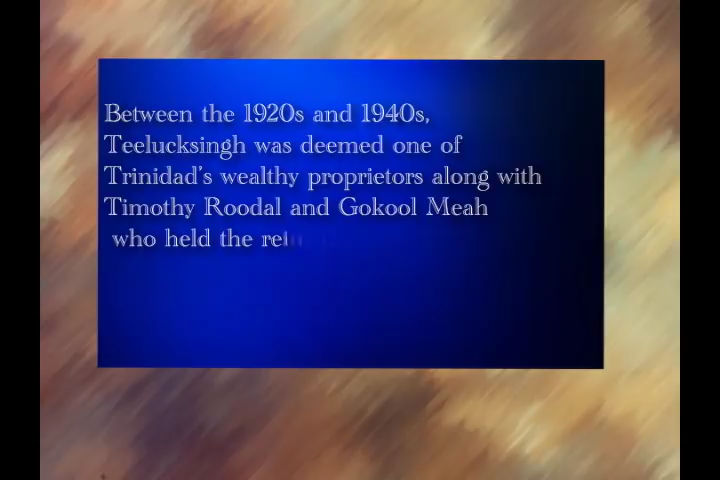 Between the 1920s and 1940s,
Teelucksingh was deemed one of
Trinidad's wealthy proprietors along with
Timothy Roodal and Gokool Meah
who held the